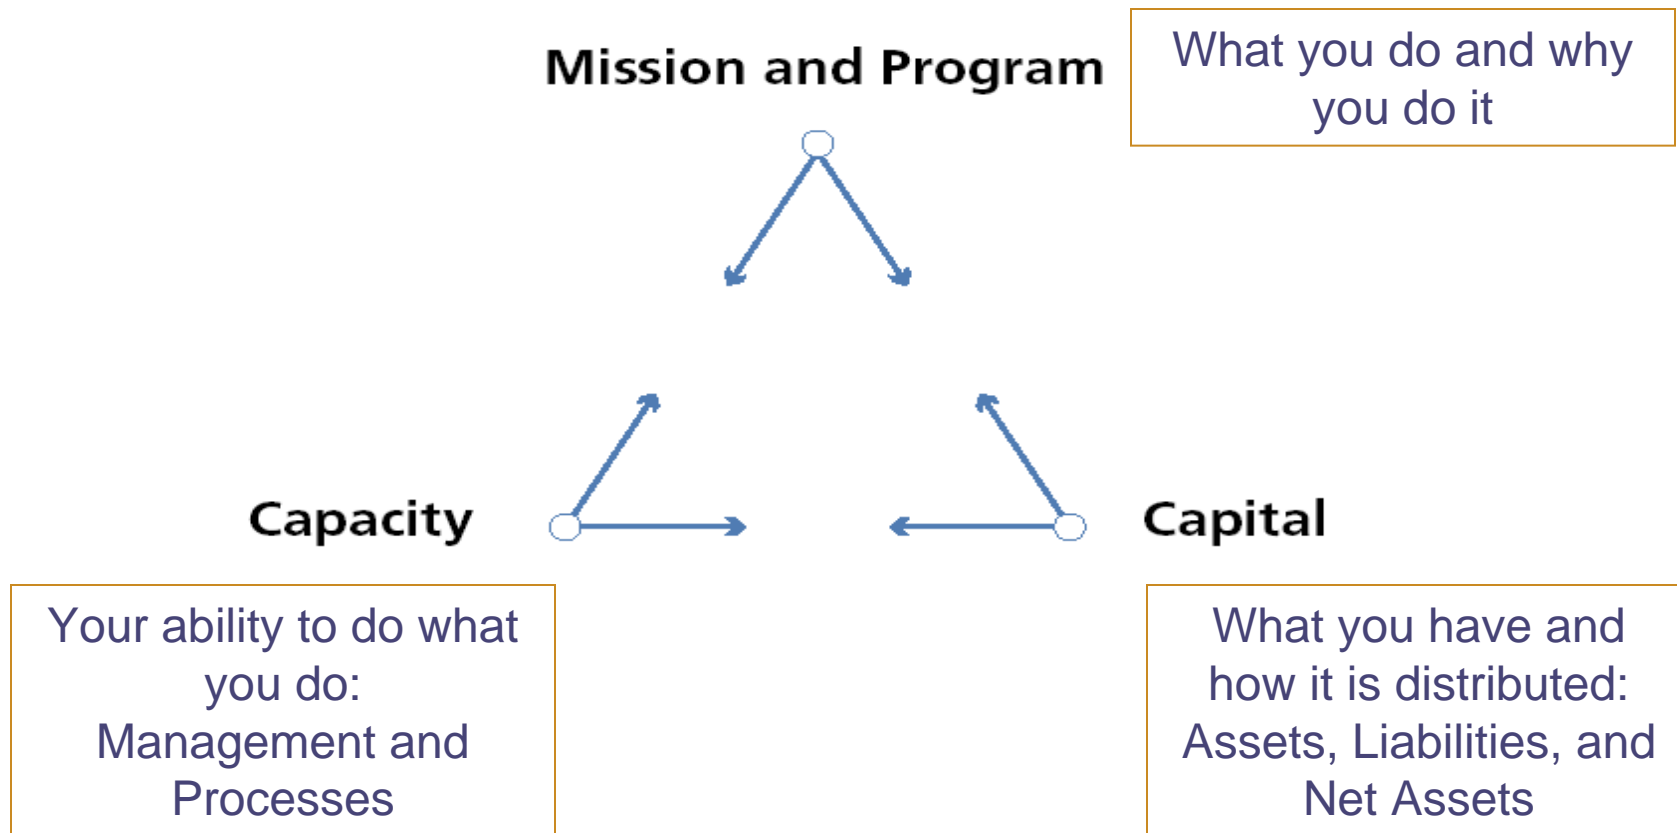 Mission and Program
What you do and why
you do it
Capacity
Capital
Your ability to do what
you do:
Management and
Processes
What you have and
how it is distributed:
Assets, Liabilities, and
Net Assets